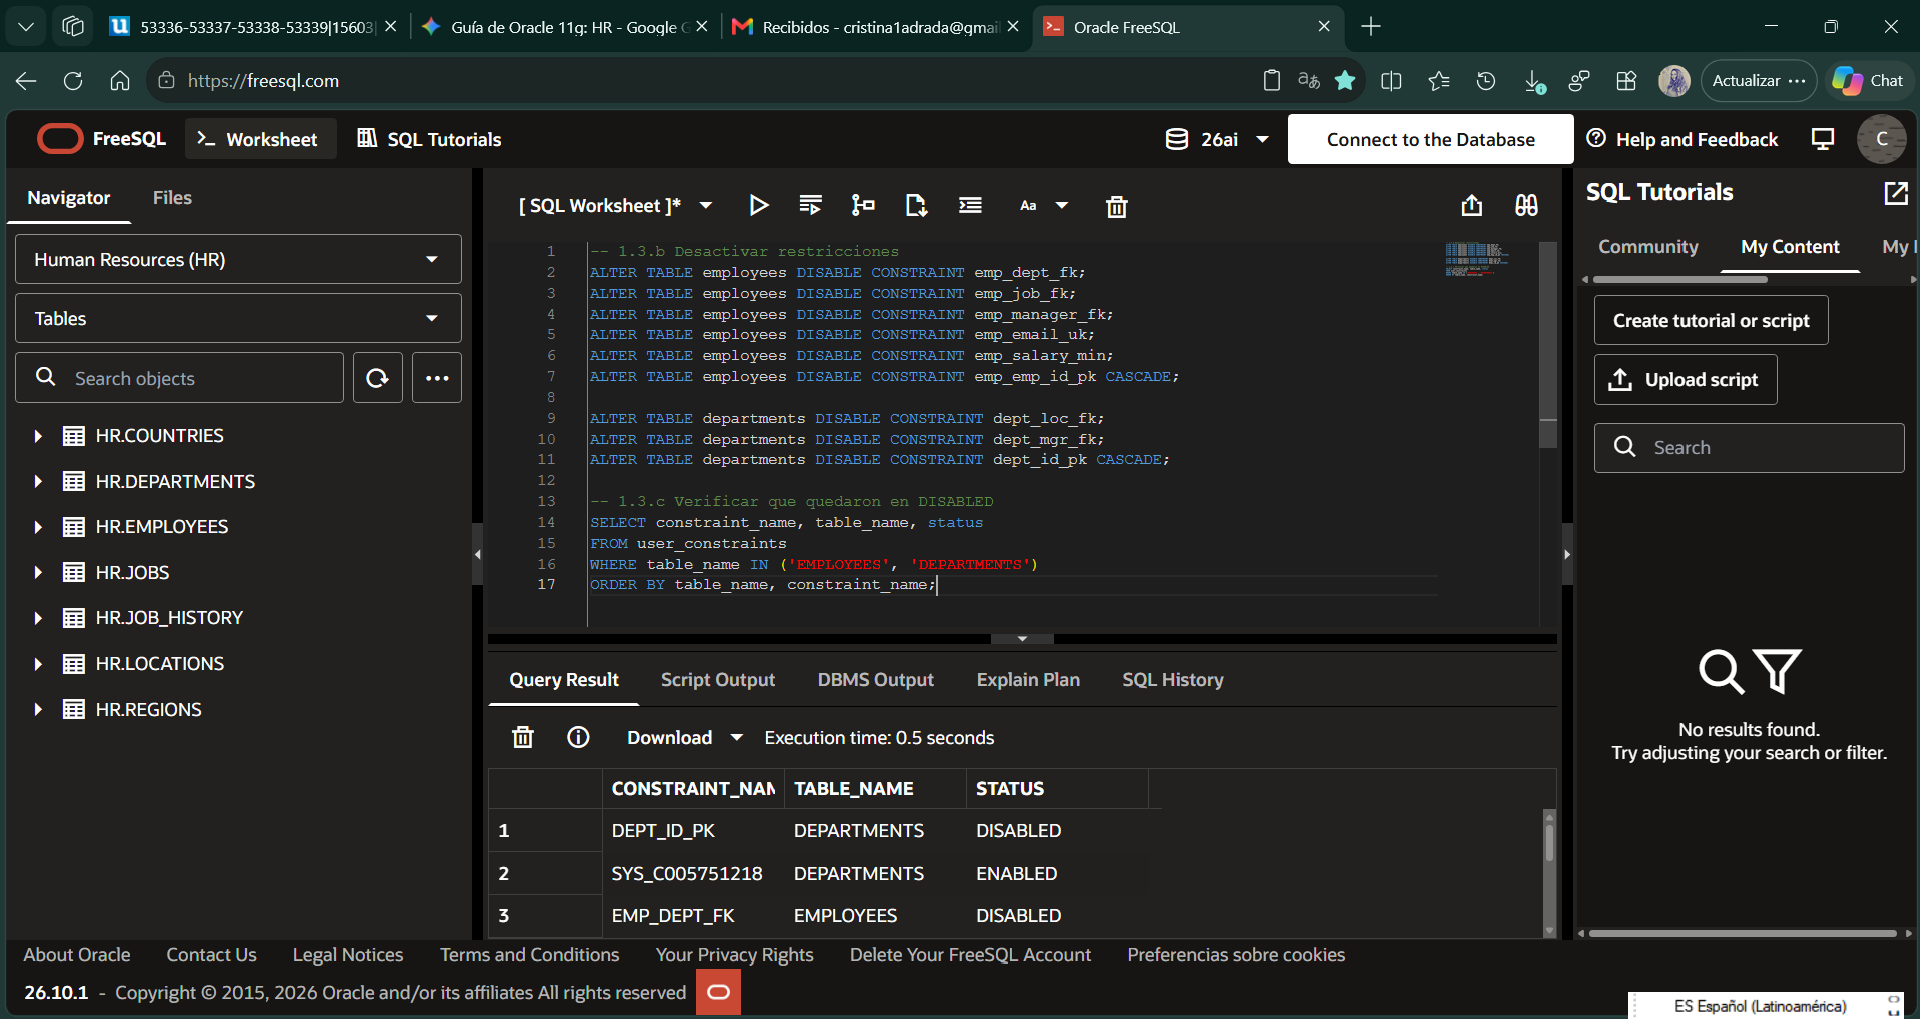 53336-53337-53338-53339|15603|
Guía de Oracle 11g: HR - Google G
Recibidos - cristina1adrada@gmai
Oracle FreeSQL
https://freesql.com
Actualizar
Chat
FreeSQL
>_ Worksheet
SQL Tutorials
26ai
Connect to the Database
Help and Feedback
C
Navigator
Files
Human Resources (HR)
Tables
Search objects
HR.COUNTRIES
HR.DEPARTMENTS
HR.EMPLOYEES
HR.JOBS
HR.JOB_HISTORY
HR.LOCATIONS
HR.REGIONS
[ SQL Worksheet ]*
Aa
1 -- 1.3.b Desactivar restricciones
2 ALTER TABLE employees DISABLE CONSTRAINT emp_dept_fk;
3 ALTER TABLE employees DISABLE CONSTRAINT emp_job_fk;
4 ALTER TABLE employees DISABLE CONSTRAINT emp_manager_fk;
5 ALTER TABLE employees DISABLE CONSTRAINT emp_email_uk;
6 ALTER TABLE employees DISABLE CONSTRAINT emp_salary_min;
7 ALTER TABLE employees DISABLE CONSTRAINT emp_emp_id_pk CASCADE;
8
9 ALTER TABLE departments DISABLE CONSTRAINT dept_loc_fk;
10 ALTER TABLE departments DISABLE CONSTRAINT dept_mgr_fk;
11 ALTER TABLE departments DISABLE CONSTRAINT dept_id_pk CASCADE;
12
13 -- 1.3.c Verificar que quedaron en DISABLED
14 SELECT constraint_name, table_name, status
15 FROM user_constraints
16 WHERE table_name IN ('EMPLOYEES', 'DEPARTMENTS')
17 ORDER BY table_name, constraint_name;
Query Result
Script Output
DBMS Output
Explain Plan
SQL History
Download
Execution time: 0.5 seconds
CONSTRAINT_NAM TABLE_NAME STATUS
1 DEPT_ID_PK DEPARTMENTS DISABLED
2 SYS_C005751218 DEPARTMENTS ENABLED
3 EMP_DEPT_FK EMPLOYEES DISABLED
SQL Tutorials
Community
My Content
My
Create tutorial or script
Upload script
Search
No results found.
Try adjusting your search or filter.
About Oracle
Contact Us
Legal Notices
Terms and Conditions
Your Privacy Rights
Delete Your FreeSQL Account
Preferencias sobre cookies
26.10.1 - Copyright © 2015, 2026 Oracle and/or its affiliates All rights reserved
ES Español (Latinoamérica)